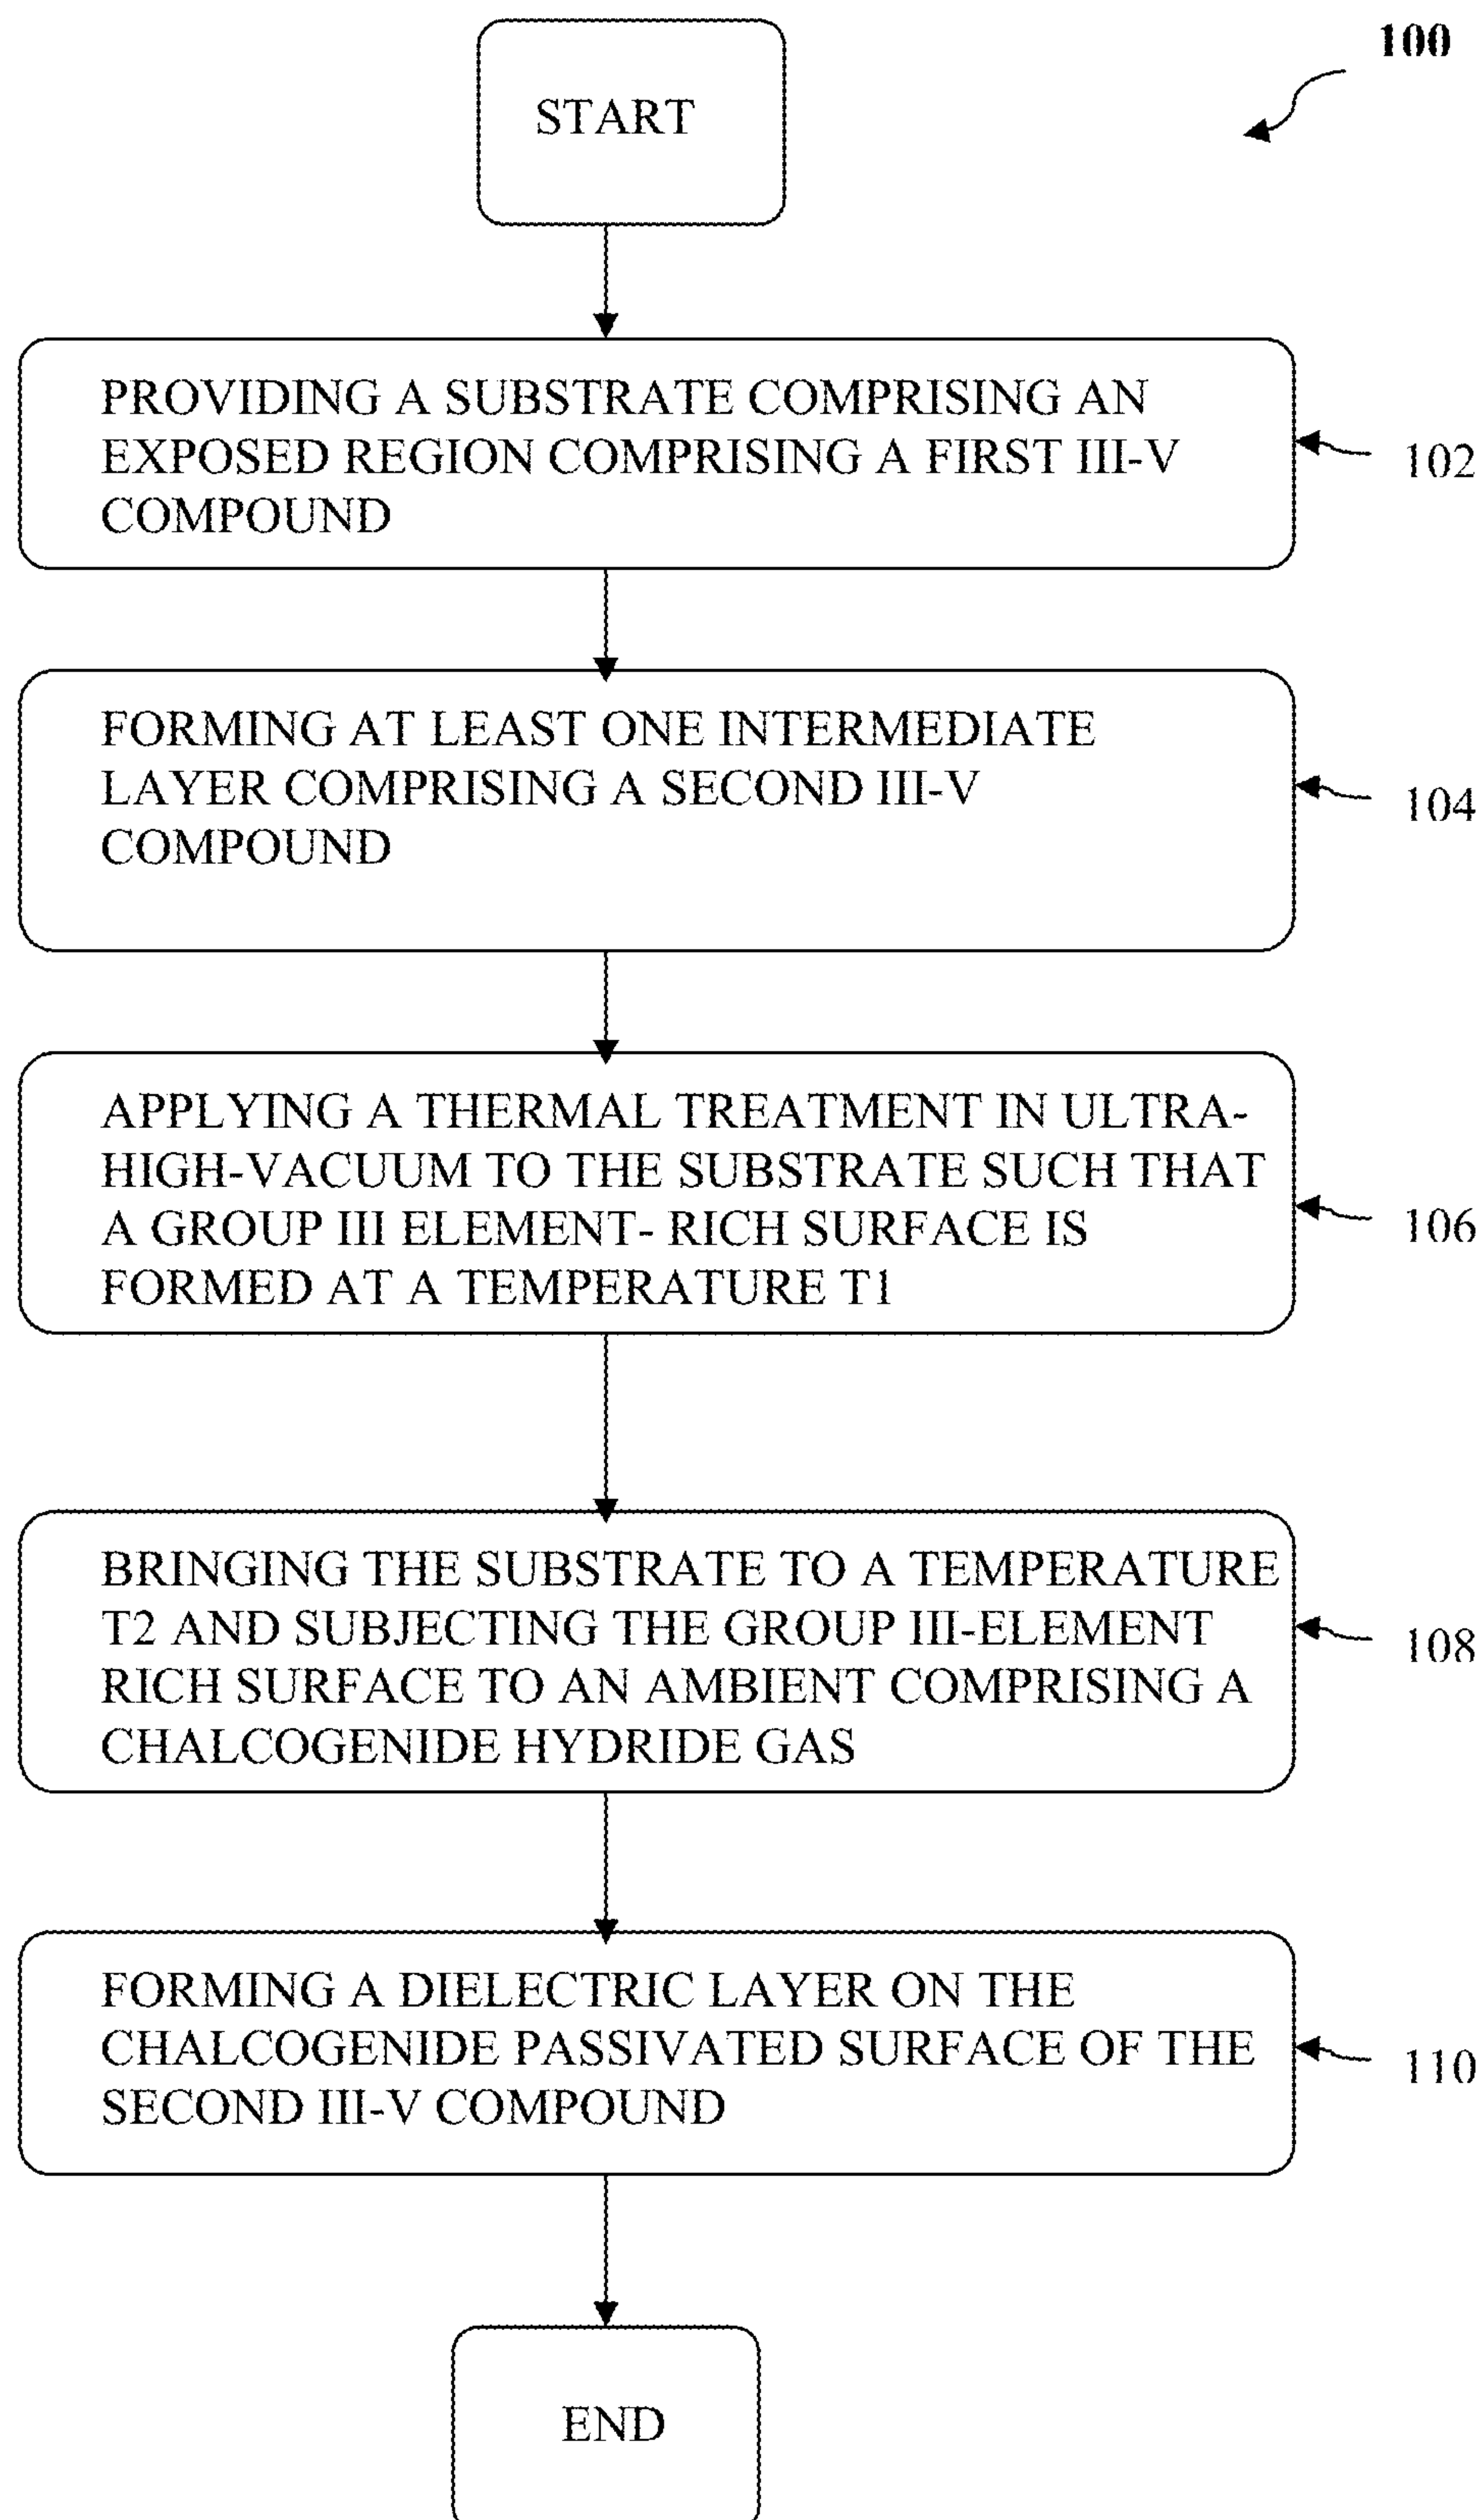 100
START
PROVIDING A SUBSTRATE COMPRISING AN
EXPOSED REGION COMPRISING A FIRST III-V
COMPOUND
102
FORMING AT LEAST ONE INTERMEDIATE
LAYER COMPRISING A SECOND III-V
COMPOUND
104
APPLYING A THERMAL TREATMENT IN ULTRA-
HIGH-VACUUM TO THE SUBSTRATE SUCH THAT
A GROUP III ELEMENT- RICH SURFACE IS
FORMED AT A TEMPERATURE T1
106
BRINGING THE SUBSTRATE TO A TEMPERATURE
T2 AND SUBJECTING THE GROUP III-ELEMENT
RICH SURFACE TO AN AMBIENT COMPRISING A
CHALCOGENIDE HYDRIDE GAS
108
FORMING A DIELECTRIC LAYER ON THE
CHALCOGENIDE PASSIVATED SURFACE OF THE
SECOND III-V COMPOUND
110
END